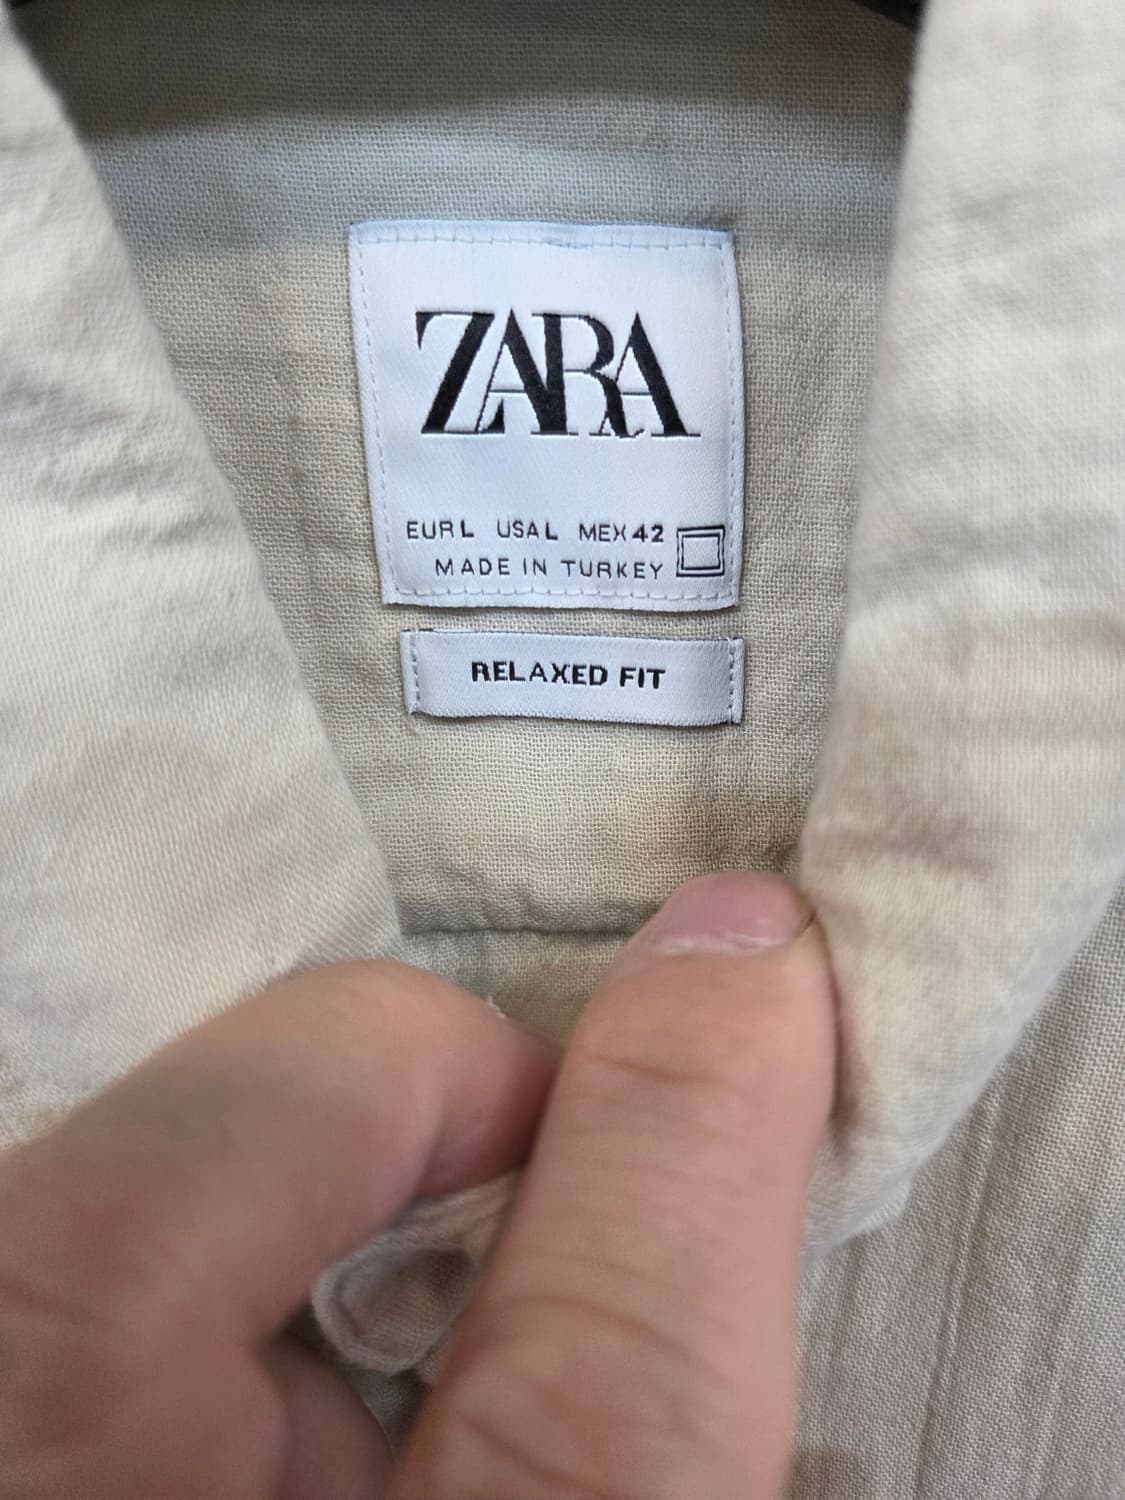 ZARA
EUR L USA L MEX 42
MADE IN TURKEY
RELAXED FIT